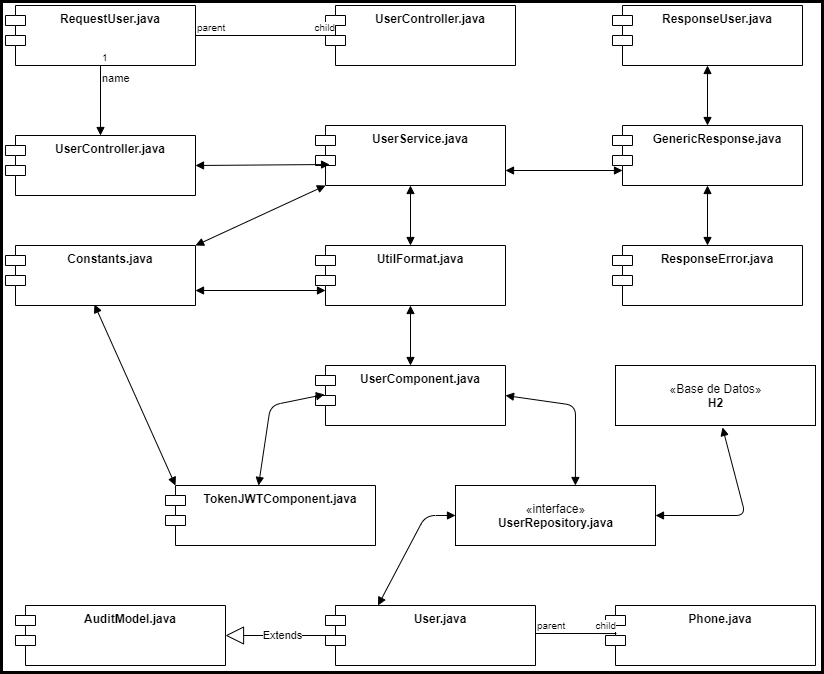 RequestUser.java
UserController.java
ResponseUser.java
parent
child
1
name
UserController.java
UserService.java
GenericResponse.java
Constants.java
UtilFormat.java
ResponseError.java
UserComponent.java
«Base de Datos»
H2
TokenJWTComponent.java
«interface»
UserRepository.java
AuditModel.java
Extends
User.java
parent
child
Phone.java